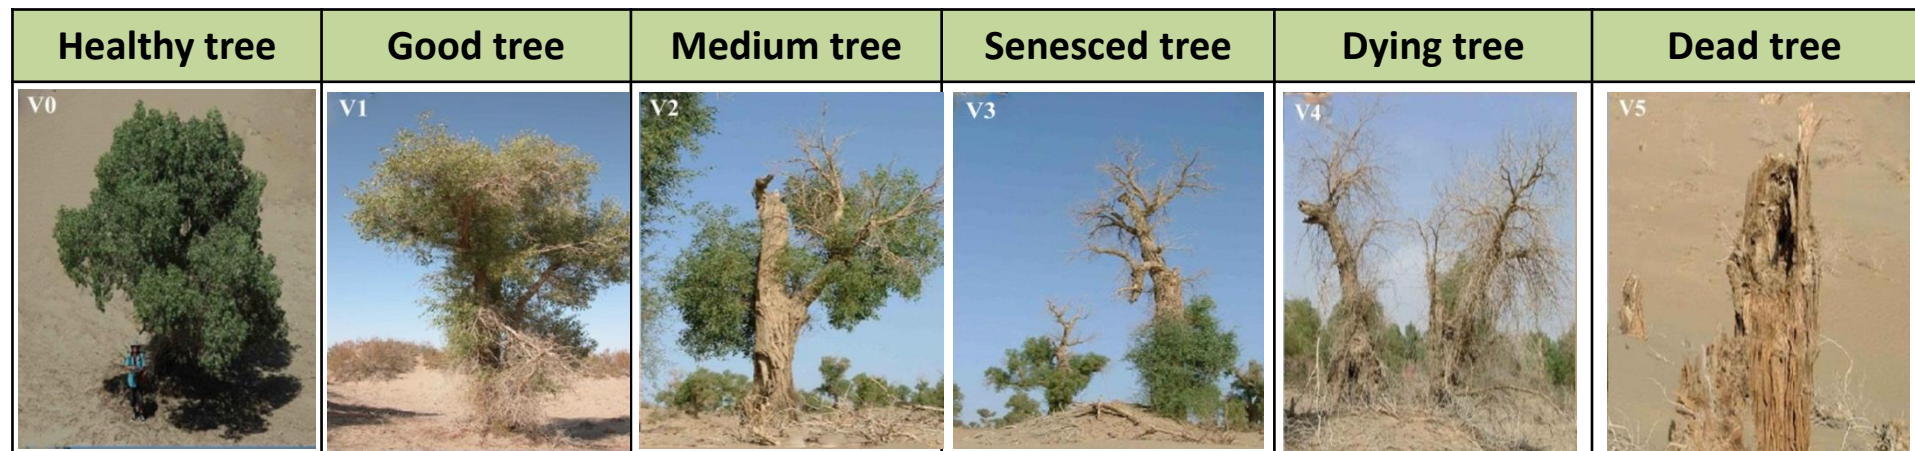 Healthy tree
Good tree
Medium tree
Senesced tree
Dying tree
Dead tree
V0
V1
V2
V3
V4
V5